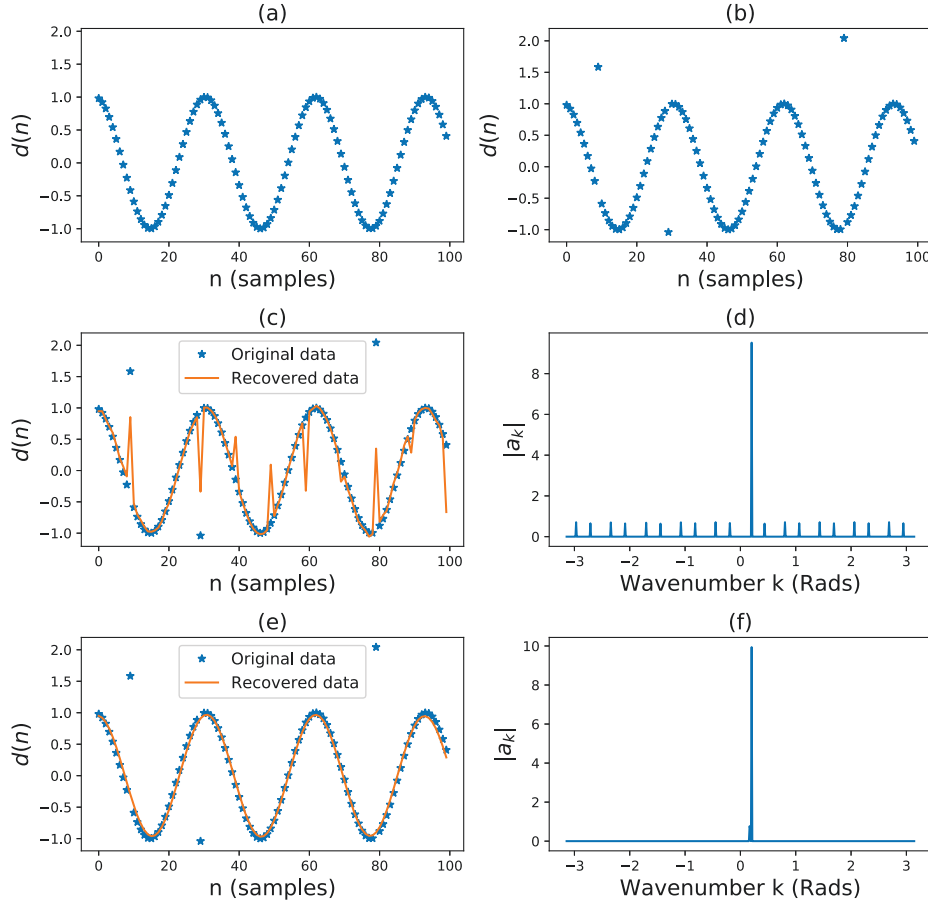 (a)
2.0
1.5
1.0
0.5
0.0
−0.5
−1.0
d(n)
0 20 40 60 80 100
n (samples)
(b)
2.0
1.5
1.0
0.5
0.0
−0.5
−1.0
d(n)
0 20 40 60 80 100
n (samples)
(c)
Original data
Recovered data
2.0
1.5
1.0
0.5
0.0
−0.5
−1.0
d(n)
0 20 40 60 80 100
n (samples)
(d)
8
6
4
2
0
|a_k|
−3 −2 −1 0 1 2 3
Wavenumber k (Rads)
(e)
Original data
Recovered data
2.0
1.5
1.0
0.5
0.0
−0.5
−1.0
d(n)
0 20 40 60 80 100
n (samples)
(f)
10
8
6
4
2
0
|a_k|
−3 −2 −1 0 1 2 3
Wavenumber k (Rads)